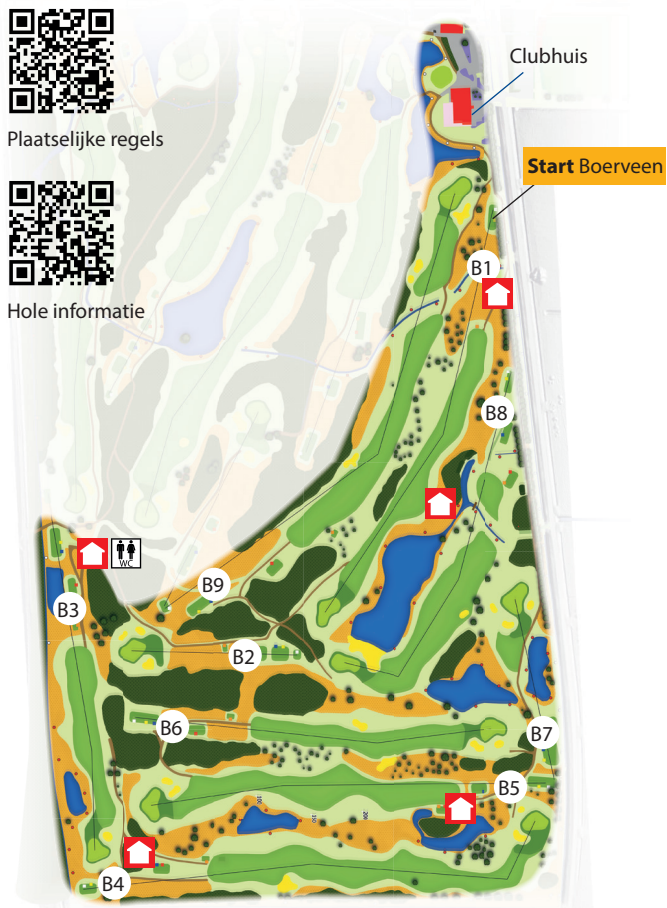 Plaatselijke regels
Hole informatie
Clubhuis
Start Boerveen
B1
B8
B9
B3
WC
B2
B6
B7
B5
B4